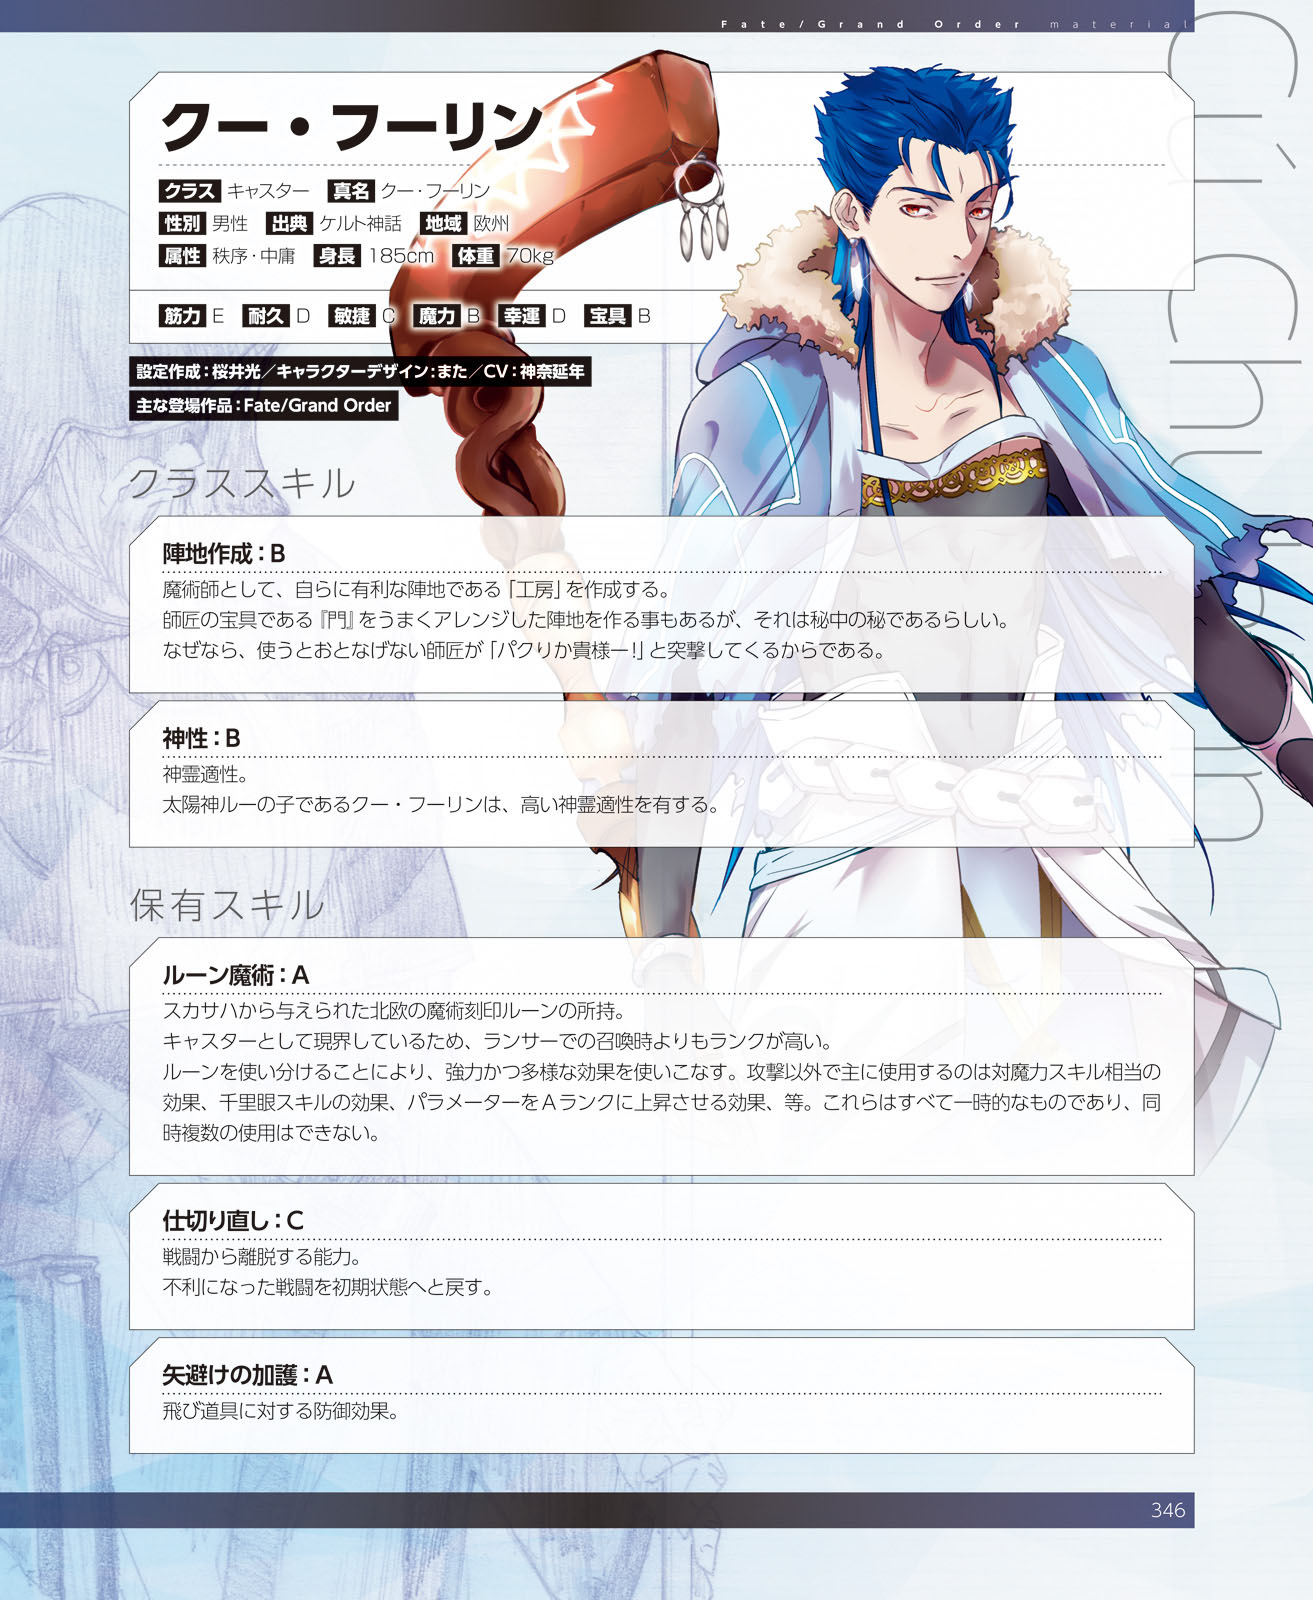 Fate/Grand Order material
Cú Chulainn
クー・フーリン
クラス キャスター 真名 クー・フーリン
性別 男性 出典 ケルト神話 地域 欧州
属性 秩序・中庸 身長 185cm 体重 70kg
筋力 E 耐久 D 敏捷 C 魔力 B 幸運 D 宝具 B
設定作成：桜井光／キャラクターデザイン：また／CV：神奈延年
主な登場作品：Fate/Grand Order
クラススキル
陣地作成：B
魔術師として、自らに有利な陣地である「工房」を作成する。
師匠の宝具である『門』をうまくアレンジした陣地を作る事もあるが、それは秘中の秘であるらしい。
なぜなら、使うとおとなげない師匠が「パクりか貴様ー！」と突撃してくるからである。
神性：B
神霊適性。
太陽神ルーの子であるクー・フーリンは、高い神霊適性を有する。
保有スキル
ルーン魔術：A
スカサハから与えられた北欧の魔術刻印ルーンの所持。
キャスターとして現界しているため、ランサーでの召喚時よりもランクが高い。
ルーンを使い分けることにより、強力かつ多様な効果を使いこなす。攻撃以外で主に使用するのは対魔力スキル相当の
効果、千里眼スキルの効果、パラメーターをAランクに上昇させる効果、等。これらはすべて一時的なものであり、同
時複数の使用はできない。
仕切り直し：C
戦闘から離脱する能力。
不利になった戦闘を初期状態へと戻す。
矢避けの加護：A
飛び道具に対する防御効果。
346